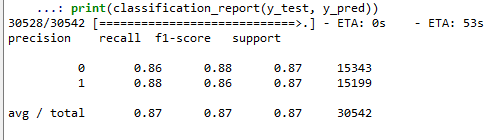 ...: print(classification_report(y_test, y_pred))
30528/30542 [============================>.] - ETA: 0s    - ETA: 53s
precision    recall  f1-score   support
0       0.86      0.88      0.87     15343
1       0.88      0.86      0.87     15199
avg / total       0.87      0.87      0.87     30542